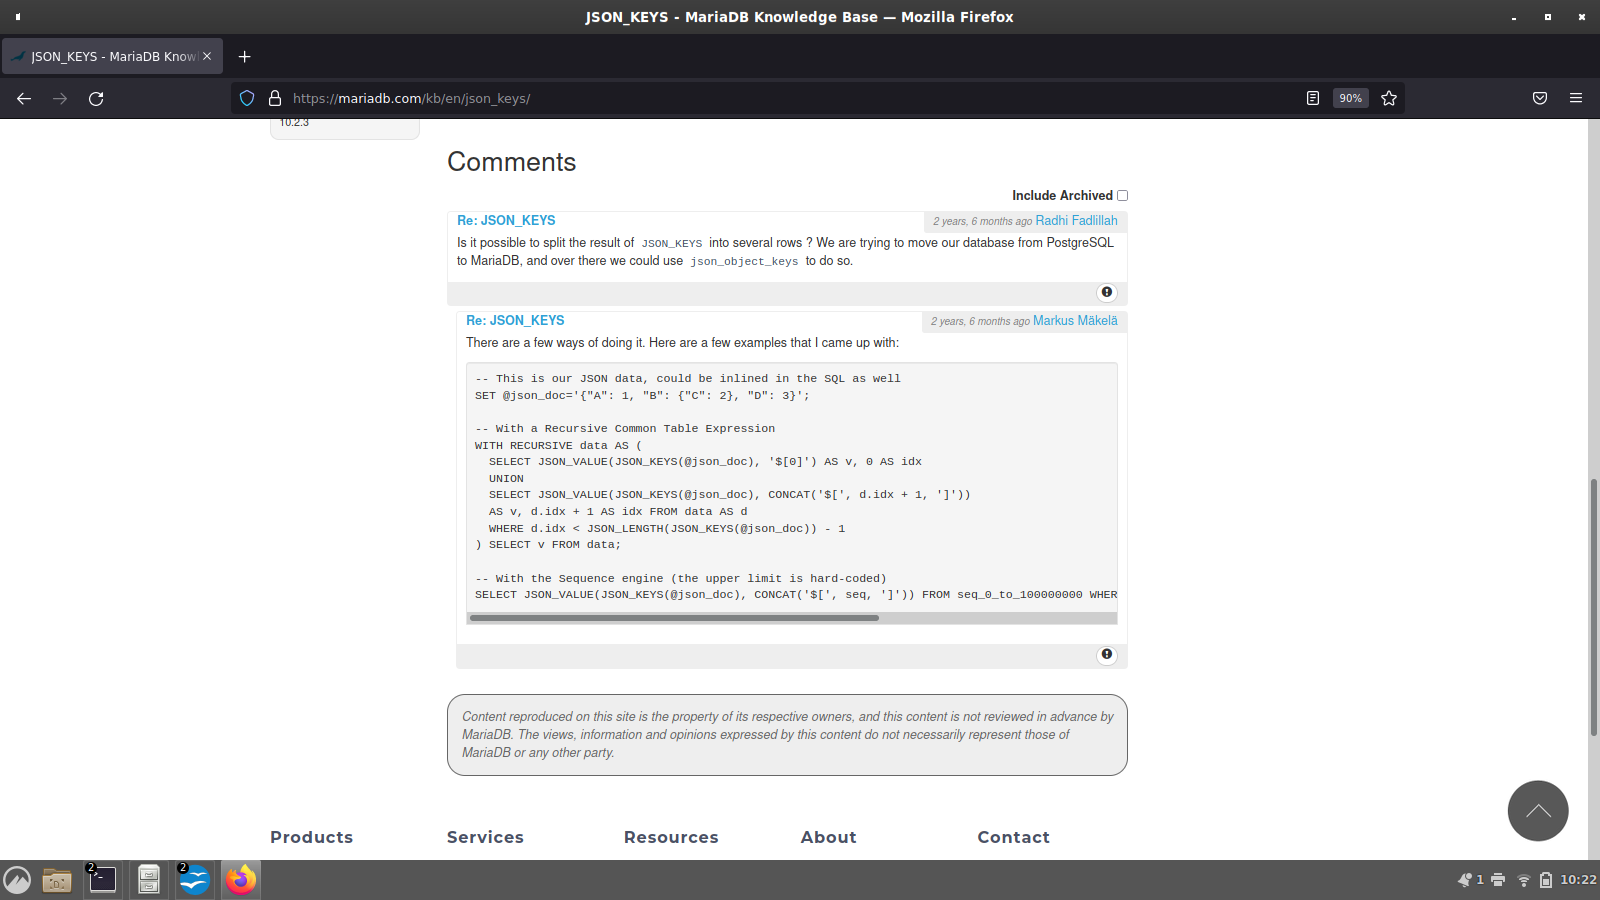 JSON_KEYS - MariaDB Knowledge Base — Mozilla Firefox
JSON_KEYS - MariaDB Know
https://mariadb.com/kb/en/json_keys/
90%
10.2.3
Comments
Include Archived
Re: JSON_KEYS
2 years, 6 months ago Radhi Fadlillah
Is it possible to split the result of JSON_KEYS into several rows ? We are trying to move our database from PostgreSQL
to MariaDB, and over there we could use json_object_keys to do so.
Re: JSON_KEYS
2 years, 6 months ago Markus Mäkelä
There are a few ways of doing it. Here are a few examples that I came up with:
-- This is our JSON data, could be inlined in the SQL as well
SET @json_doc='{"A": 1, "B": {"C": 2}, "D": 3}';
-- With a Recursive Common Table Expression
WITH RECURSIVE data AS (
  SELECT JSON_VALUE(JSON_KEYS(@json_doc), '$[0]') AS v, 0 AS idx
  UNION
  SELECT JSON_VALUE(JSON_KEYS(@json_doc), CONCAT('$[', d.idx + 1, ']'))
  AS v, d.idx + 1 AS idx FROM data AS d
  WHERE d.idx < JSON_LENGTH(JSON_KEYS(@json_doc)) - 1
) SELECT v FROM data;
-- With the Sequence engine (the upper limit is hard-coded)
SELECT JSON_VALUE(JSON_KEYS(@json_doc), CONCAT('$[', seq, ']')) FROM seq_0_to_100000000 WHER
Content reproduced on this site is the property of its respective owners, and this content is not reviewed in advance by
MariaDB. The views, information and opinions expressed by this content do not necessarily represent those of
MariaDB or any other party.
Products Services Resources About Contact
2
2
1
10:22